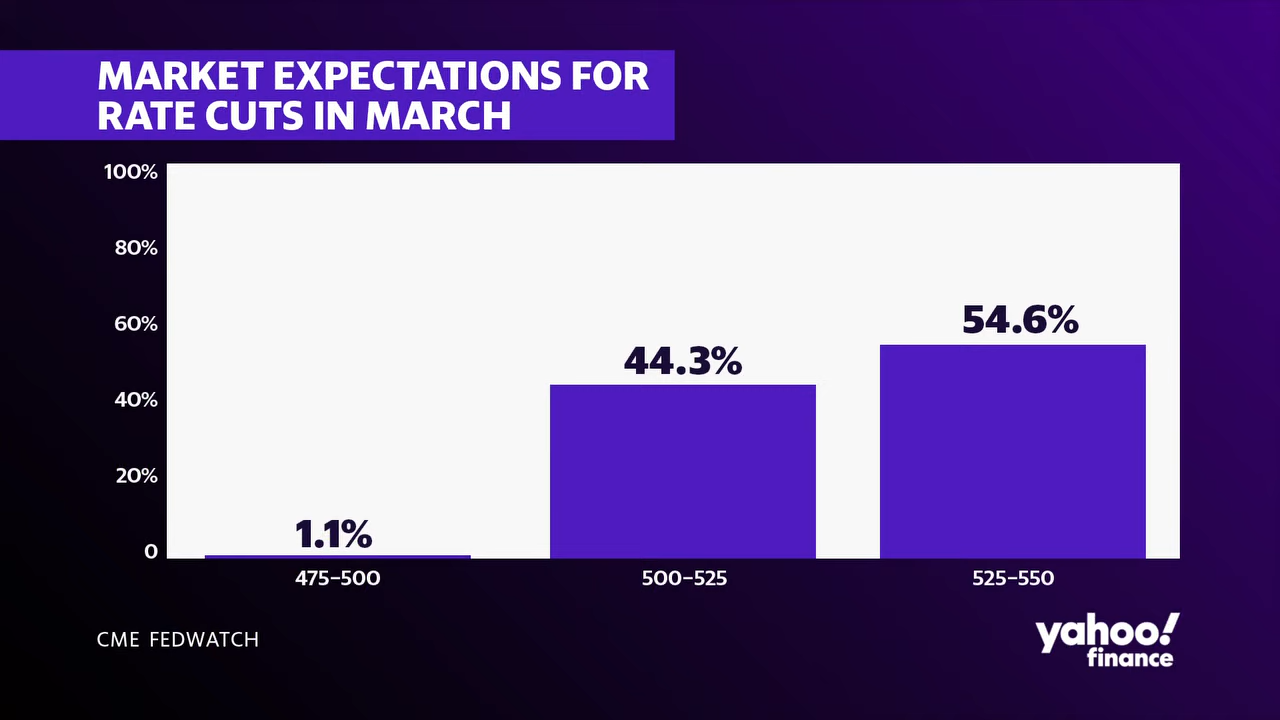 MARKET EXPECTATIONS FOR
RATE CUTS IN MARCH
100%
80%
60%
40%
20%
0
1.1%
44.3%
54.6%
475–500
500–525
525–550
CME FEDWATCH
yahoo!
finance